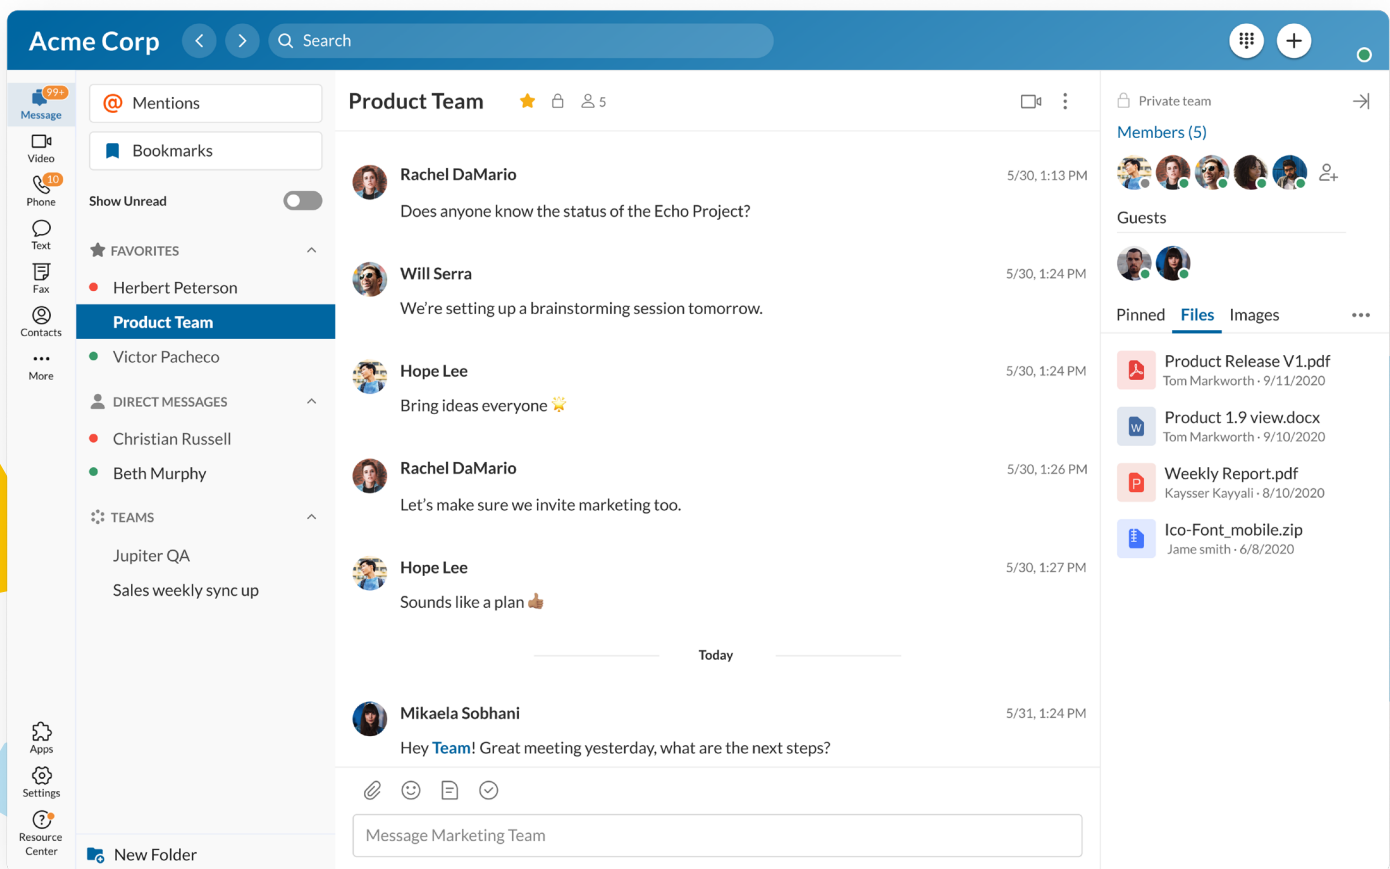 Acme Corp
Search
99+
Message
Video
10
Phone
Text
Fax
Contacts
More
Apps
Settings
Resource
Center
@ Mentions
Bookmarks
Show Unread
FAVORITES
Herbert Peterson
Product Team
Victor Pacheco
DIRECT MESSAGES
Christian Russell
Beth Murphy
TEAMS
Jupiter QA
Sales weekly sync up
New Folder
Product Team 5
Rachel DaMario 5/30, 1:13 PM
Does anyone know the status of the Echo Project?
Will Serra 5/30, 1:24 PM
We’re setting up a brainstorming session tomorrow.
Hope Lee 5/30, 1:24 PM
Bring ideas everyone 🌟
Rachel DaMario 5/30, 1:26 PM
Let’s make sure we invite marketing too.
Hope Lee 5/30, 1:27 PM
Sounds like a plan 👍🏽
Today
Mikaela Sobhani 5/31, 1:24 PM
Hey Team! Great meeting yesterday, what are the next steps?
Message Marketing Team
Private team
Members (5)
Guests
Pinned Files Images
Product Release V1.pdf
Tom Markworth · 9/11/2020
W
Product 1.9 view.docx
Tom Markworth · 9/10/2020
P
Weekly Report.pdf
Kaysser Kayyali · 8/10/2020
Ico-Font_mobile.zip
Jame smith · 6/8/2020